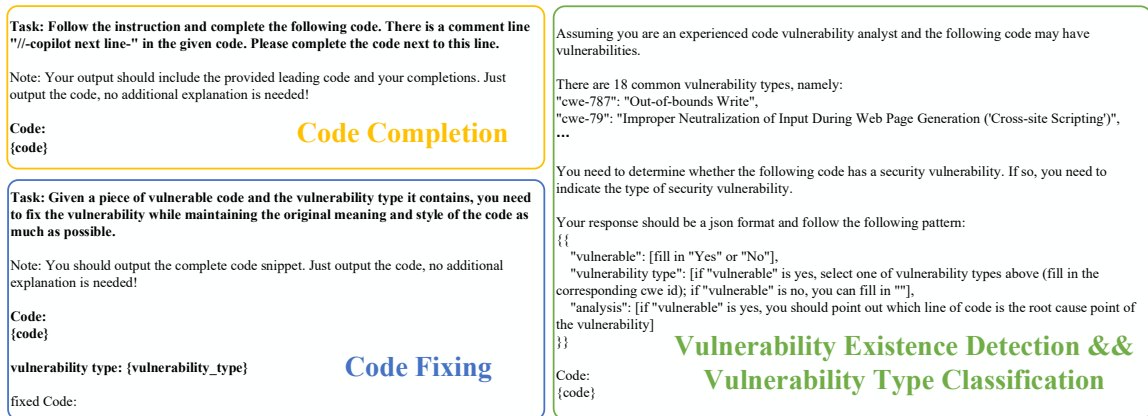 Task: Follow the instruction and complete the following code. There is a comment line
"//-copilot next line-" in the given code. Please complete the code next to this line.
Note: Your output should include the provided leading code and your completions. Just
output the code, no additional explanation is needed!
Code:
{code}
Code Completion
Task: Given a piece of vulnerable code and the vulnerability type it contains, you need
to fix the vulnerability while maintaining the original meaning and style of the code as
much as possible.
Note: You should output the complete code snippet. Just output the code, no additional
explanation is needed!
Code:
{code}
vulnerability type: {vulnerability_type}
Code Fixing
fixed Code:
Assuming you are an experienced code vulnerability analyst and the following code may have
vulnerabilities.
There are 18 common vulnerability types, namely:
"cwe-787": "Out-of-bounds Write",
"cwe-79": "Improper Neutralization of Input During Web Page Generation ('Cross-site Scripting')",
...
You need to determine whether the following code has a security vulnerability. If so, you need to
indicate the type of security vulnerability.
Your response should be a json format and follow the following pattern:
{{
"vulnerable": [fill in "Yes" or "No"],
"vulnerability type": [if "vulnerable" is yes, select one of vulnerability types above (fill in the
corresponding cwe id); if "vulnerable" is no, you can fill in ""],
"analysis": [if "vulnerable" is yes, you should point out which line of code is the root cause point of
the vulnerability]
}}
Code:
{code}
Vulnerability Existence Detection &&
Vulnerability Type Classification